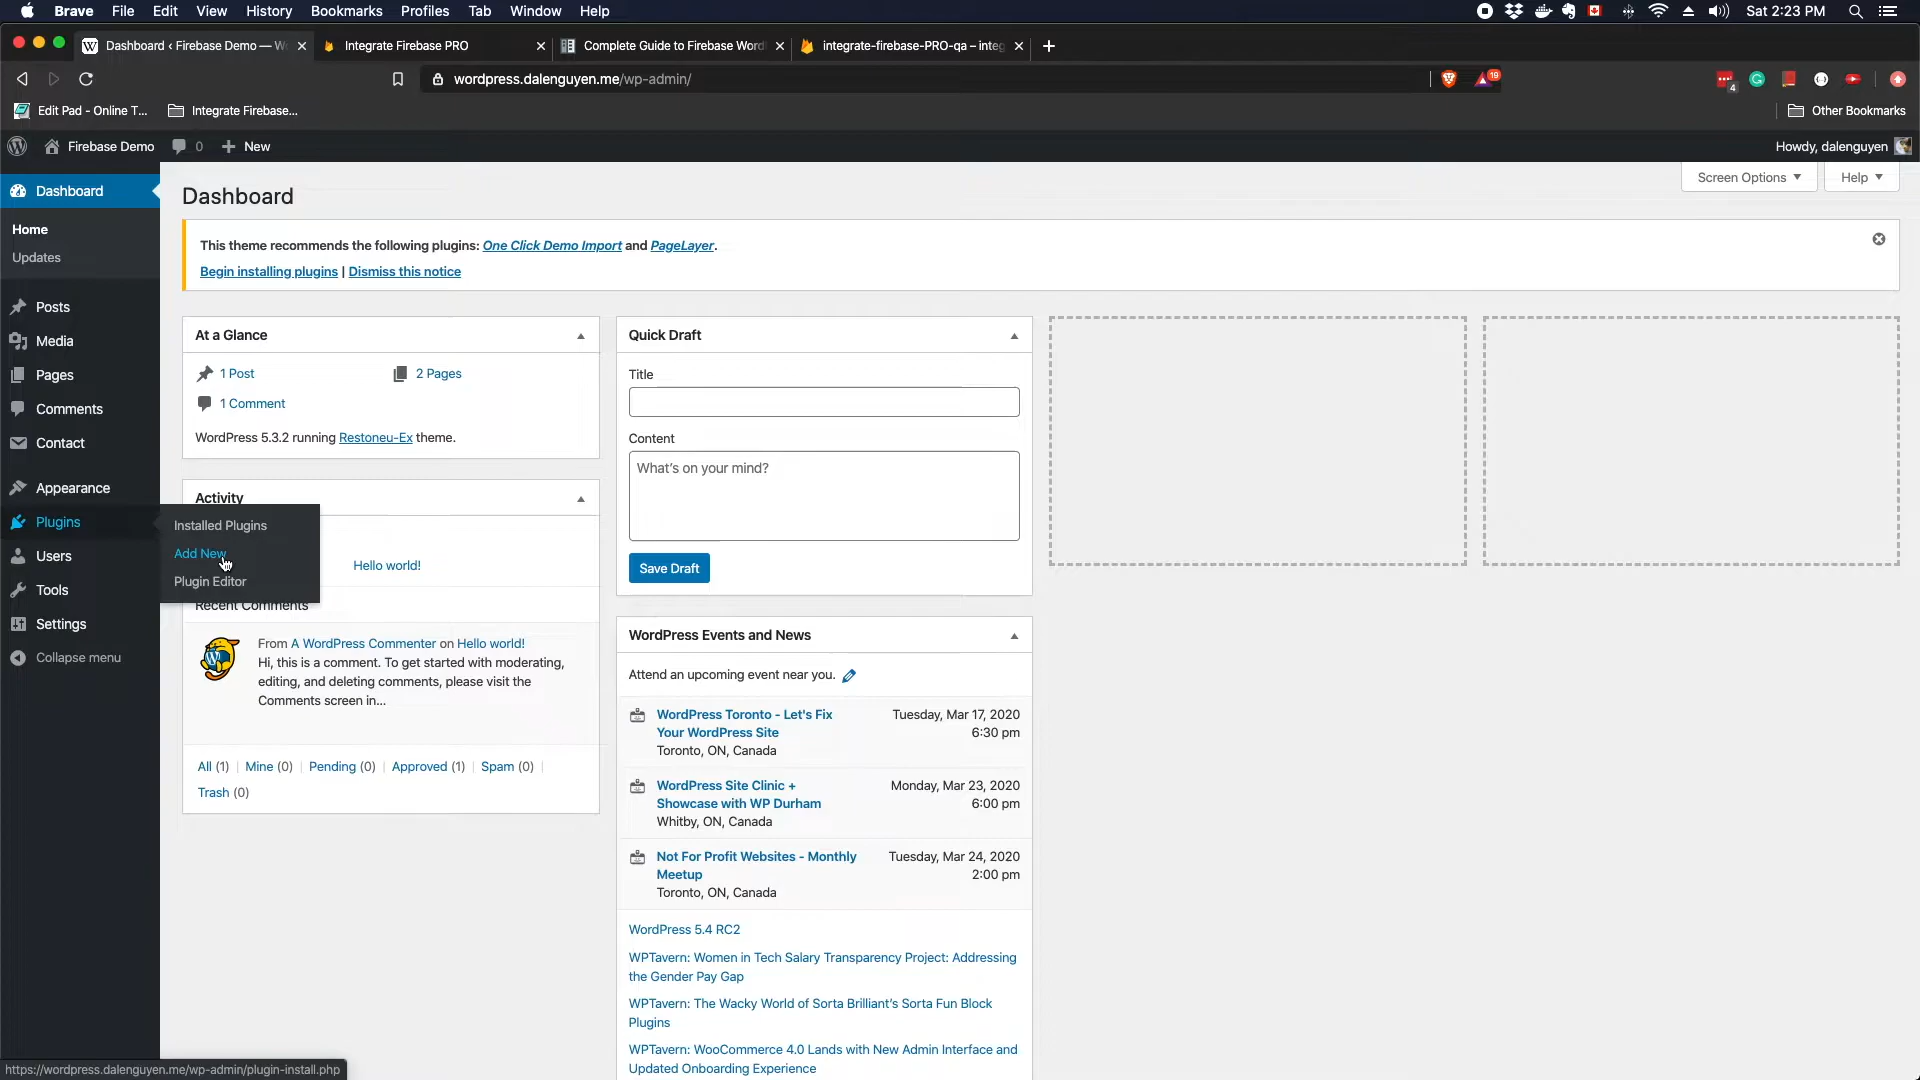 Brave File Edit View History Bookmarks Profiles Tab Window Help Sat 2:23 PM
Dashboard ‹ Firebase Demo — W Integrate Firebase PRO Complete Guide to Firebase Word integrate-firebase-PRO-qa – integ
wordpress.dalenguyen.me/wp-admin/ 19 4
Edit Pad - Online T... Integrate Firebase... Other Bookmarks
Firebase Demo 0 New Howdy, dalenguyen
Dashboard
Home
Updates
Posts
Media
Pages
Comments
Contact
Appearance
Plugins
Users
Tools
Settings
Collapse menu
Installed Plugins
Add New
Plugin Editor
Screen Options Help
Dashboard
This theme recommends the following plugins: One Click Demo Import and PageLayer.
Begin installing plugins | Dismiss this notice
At a Glance
1 Post 2 Pages
1 Comment
WordPress 5.3.2 running Restoneu-Ex theme.
Activity
Hello world!
Recent Comments
From A WordPress Commenter on Hello world!
Hi, this is a comment. To get started with moderating,
editing, and deleting comments, please visit the
Comments screen in...
All (1) | Mine (0) | Pending (0) | Approved (1) | Spam (0) |
Trash (0)
Quick Draft
Title
Content
What's on your mind?
Save Draft
WordPress Events and News
Attend an upcoming event near you.
WordPress Toronto - Let's Fix Tuesday, Mar 17, 2020
Your WordPress Site 6:30 pm
Toronto, ON, Canada
WordPress Site Clinic + Monday, Mar 23, 2020
Showcase with WP Durham 6:00 pm
Whitby, ON, Canada
Not For Profit Websites - Monthly Tuesday, Mar 24, 2020
Meetup 2:00 pm
Toronto, ON, Canada
WordPress 5.4 RC2
WPTavern: Women in Tech Salary Transparency Project: Addressing
the Gender Pay Gap
WPTavern: The Wacky World of Sorta Brilliant's Sorta Fun Block
Plugins
WPTavern: WooCommerce 4.0 Lands with New Admin Interface and
Updated Onboarding Experience
https://wordpress.dalenguyen.me/wp-admin/plugin-install.php